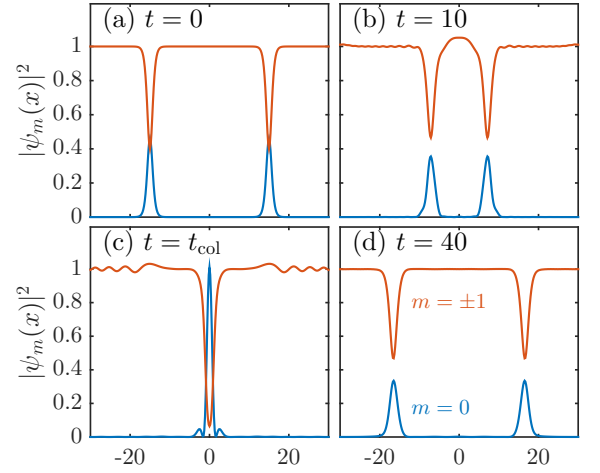 (a) t = 0
(b) t = 10
|ψₘ(x)|²
1
0.8
0.6
0.4
0.2
0
(c) t = t_col
(d) t = 40
|ψₘ(x)|²
1
0.8
0.6
0.4
0.2
0
m = ±1
m = 0
-20 0 20
-20 0 20